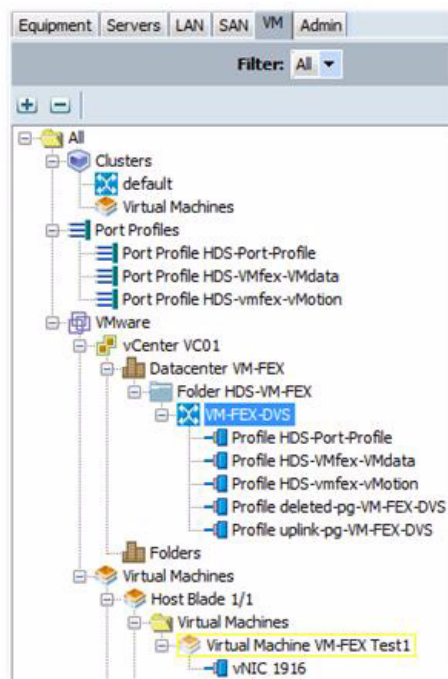 Equipment Servers LAN SAN VM Admin
Filter: All
All
Clusters
default
Virtual Machines
Port Profiles
Port Profile HDS-Port-Profile
Port Profile HDS-VMfex-VMdata
Port Profile HDS-vmfex-vMotion
VMware
vCenter VC01
Datacenter VM-FEX
Folder HDS-VM-FEX
VM-FEX-DVS
Profile HDS-Port-Profile
Profile HDS-VMfex-VMdata
Profile HDS-vmfex-vMotion
Profile deleted-pg-VM-FEX-DVS
Profile uplink-pg-VM-FEX-DVS
Folders
Virtual Machines
Host Blade 1/1
Virtual Machines
Virtual Machine VM-FEX Test1
vNIC 1916